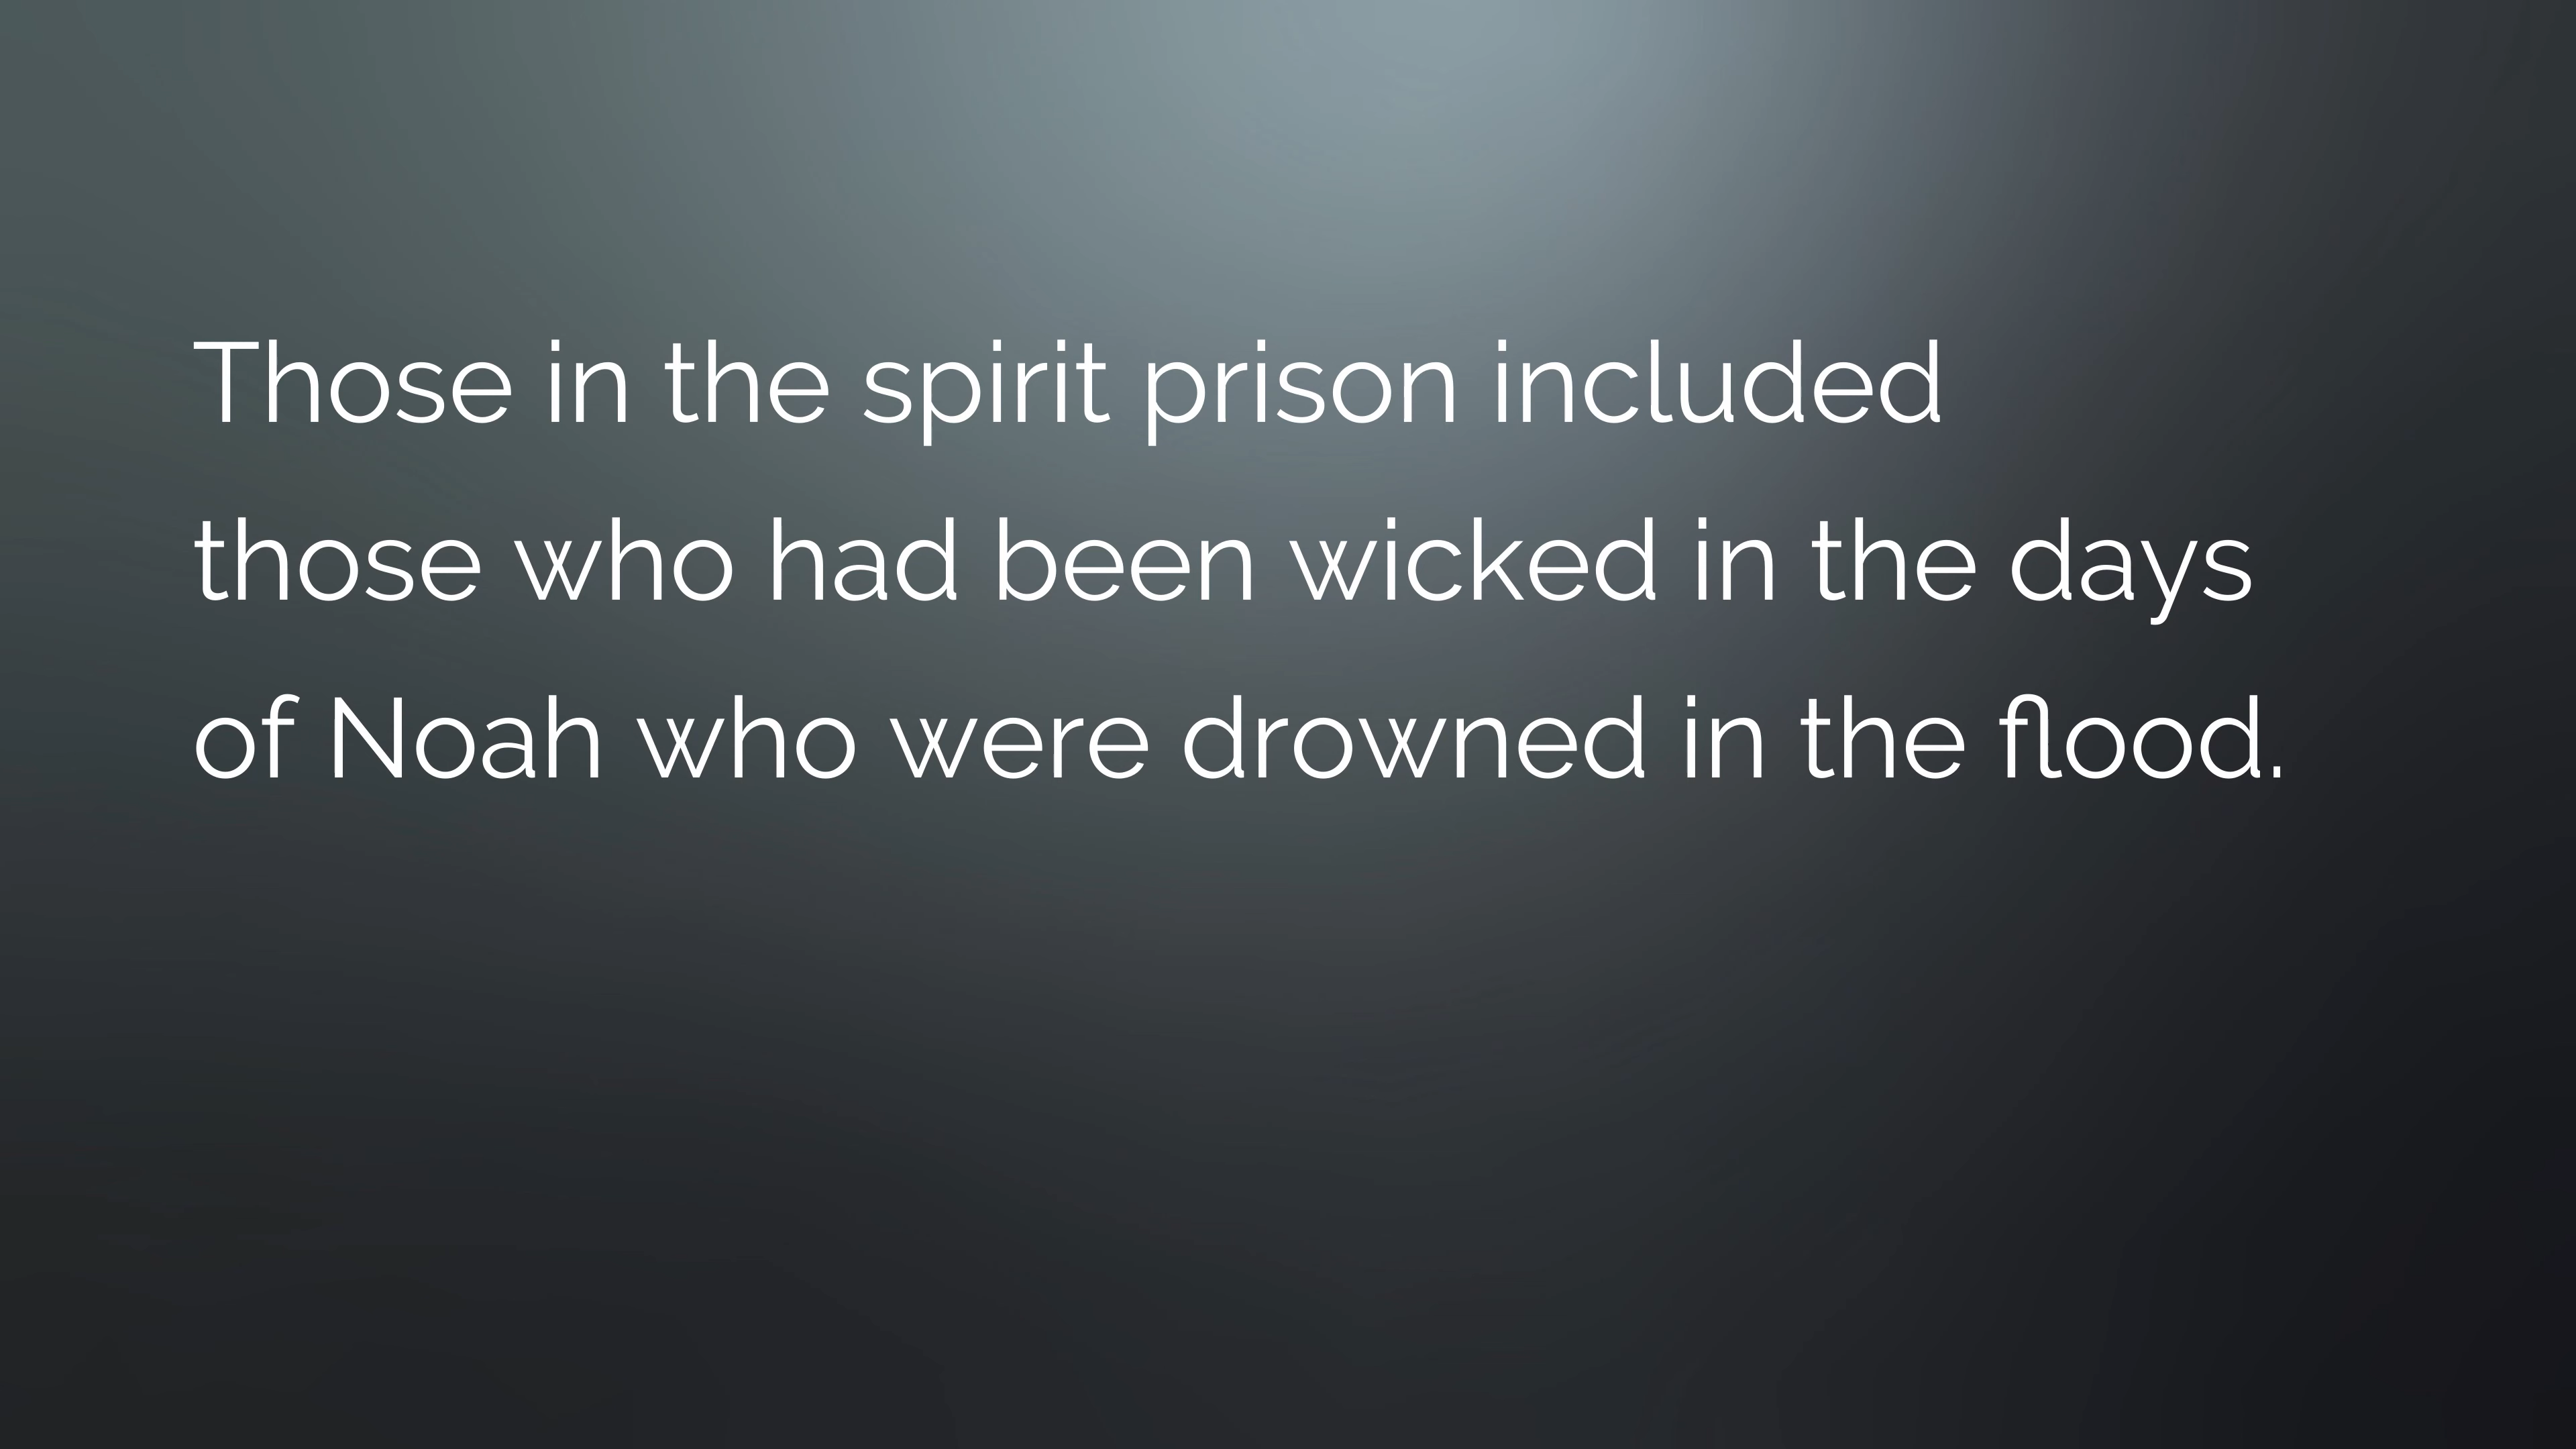 Those in the spirit prison included
those who had been wicked in the days
of Noah who were drowned in the flood.